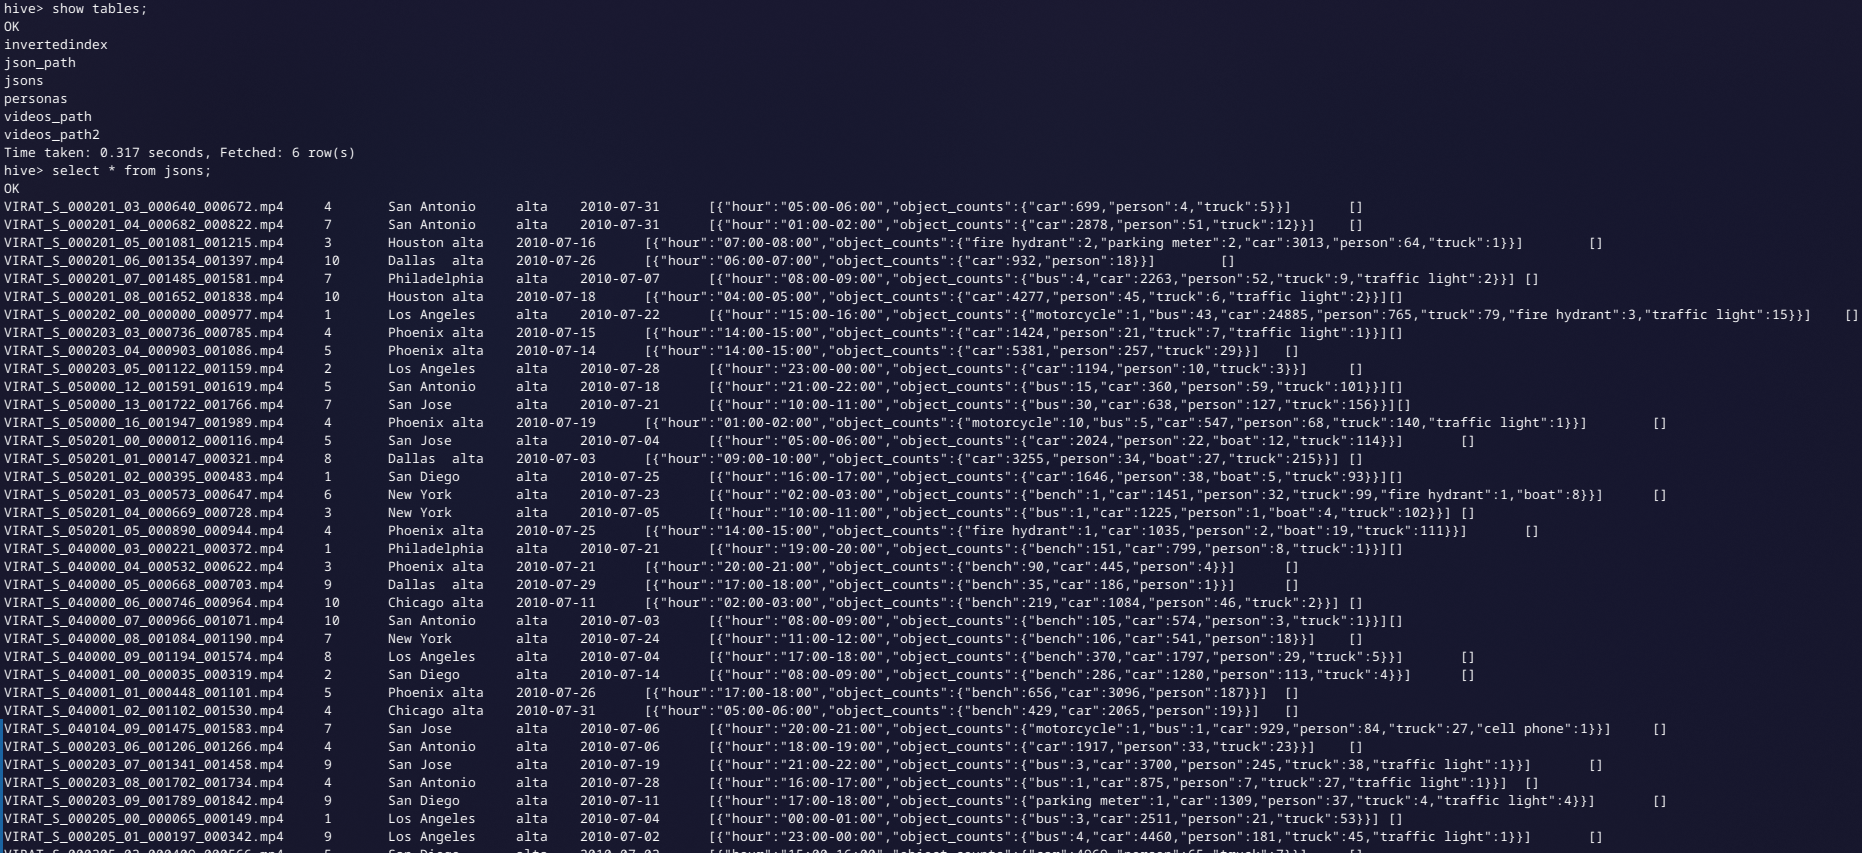 hive> show tables;
OK
invertedindex
json_path
jsons
personas
videos_path
videos_path2
Time taken: 0.317 seconds, Fetched: 6 row(s)
hive> select * from jsons;
OK
VIRAT_S_000201_03_000640_000672.mp4 4 San Antonio alta 2010-07-31 [{"hour":"05:00-06:00","object_counts":{"car":699,"person":4,"truck":5}}] []
VIRAT_S_000201_04_000682_000822.mp4 7 San Antonio alta 2010-07-31 [{"hour":"01:00-02:00","object_counts":{"car":2878,"person":51,"truck":12}}] []
VIRAT_S_000201_05_001081_001215.mp4 3 Houston alta 2010-07-16 [{"hour":"07:00-08:00","object_counts":{"fire hydrant":2,"parking meter":2,"car":3013,"person":64,"truck":1}}] []
VIRAT_S_000201_06_001354_001397.mp4 10 Dallas alta 2010-07-26 [{"hour":"06:00-07:00","object_counts":{"car":932,"person":18}}] []
VIRAT_S_000201_07_001485_001581.mp4 7 Philadelphia alta 2010-07-07 [{"hour":"08:00-09:00","object_counts":{"bus":4,"car":2263,"person":52,"truck":9,"traffic light":2}}] []
VIRAT_S_000201_08_001652_001838.mp4 10 Houston alta 2010-07-18 [{"hour":"04:00-05:00","object_counts":{"car":4277,"person":45,"truck":6,"traffic light":2}}][]
VIRAT_S_000202_00_000000_000977.mp4 1 Los Angeles alta 2010-07-22 [{"hour":"15:00-16:00","object_counts":{"motorcycle":1,"bus":43,"car":24885,"person":765,"truck":79,"fire hydrant":3,"traffic light":15}}] []
VIRAT_S_000203_03_000736_000785.mp4 4 Phoenix alta 2010-07-15 [{"hour":"14:00-15:00","object_counts":{"car":1424,"person":21,"truck":7,"traffic light":1}}][]
VIRAT_S_000203_04_000903_001086.mp4 5 Phoenix alta 2010-07-14 [{"hour":"14:00-15:00","object_counts":{"car":5381,"person":257,"truck":29}}] []
VIRAT_S_000203_05_001122_001159.mp4 2 Los Angeles alta 2010-07-28 [{"hour":"23:00-00:00","object_counts":{"car":1194,"person":10,"truck":3}}] []
VIRAT_S_050000_12_001591_001619.mp4 5 San Antonio alta 2010-07-18 [{"hour":"21:00-22:00","object_counts":{"bus":15,"car":360,"person":59,"truck":101}}][]
VIRAT_S_050000_13_001722_001766.mp4 7 San Jose alta 2010-07-21 [{"hour":"10:00-11:00","object_counts":{"bus":30,"car":638,"person":127,"truck":156}}][]
VIRAT_S_050000_16_001947_001989.mp4 4 Phoenix alta 2010-07-19 [{"hour":"01:00-02:00","object_counts":{"motorcycle":10,"bus":5,"car":547,"person":68,"truck":140,"traffic light":1}}] []
VIRAT_S_050201_00_000012_000116.mp4 5 San Jose alta 2010-07-04 [{"hour":"05:00-06:00","object_counts":{"car":2024,"person":22,"boat":12,"truck":114}}] []
VIRAT_S_050201_01_000147_000321.mp4 8 Dallas alta 2010-07-03 [{"hour":"09:00-10:00","object_counts":{"car":3255,"person":34,"boat":27,"truck":215}}] []
VIRAT_S_050201_02_000395_000483.mp4 1 San Diego alta 2010-07-25 [{"hour":"16:00-17:00","object_counts":{"car":1646,"person":38,"boat":5,"truck":93}}][]
VIRAT_S_050201_03_000573_000647.mp4 6 New York alta 2010-07-23 [{"hour":"02:00-03:00","object_counts":{"bench":1,"car":1451,"person":32,"truck":99,"fire hydrant":1,"boat":8}}] []
VIRAT_S_050201_04_000669_000728.mp4 3 New York alta 2010-07-05 [{"hour":"10:00-11:00","object_counts":{"bus":1,"car":1225,"person":1,"boat":4,"truck":102}}] []
VIRAT_S_050201_05_000890_000944.mp4 4 Phoenix alta 2010-07-25 [{"hour":"14:00-15:00","object_counts":{"fire hydrant":1,"car":1035,"person":2,"boat":19,"truck":111}}] []
VIRAT_S_040000_03_000221_000372.mp4 1 Philadelphia alta 2010-07-21 [{"hour":"19:00-20:00","object_counts":{"bench":151,"car":799,"person":8,"truck":1}}][]
VIRAT_S_040000_04_000532_000622.mp4 3 Phoenix alta 2010-07-21 [{"hour":"20:00-21:00","object_counts":{"bench":90,"car":445,"person":4}}] []
VIRAT_S_040000_05_000668_000703.mp4 9 Dallas alta 2010-07-29 [{"hour":"17:00-18:00","object_counts":{"bench":35,"car":186,"person":1}}] []
VIRAT_S_040000_06_000746_000964.mp4 10 Chicago alta 2010-07-11 [{"hour":"02:00-03:00","object_counts":{"bench":219,"car":1084,"person":46,"truck":2}}] []
VIRAT_S_040000_07_000966_001071.mp4 10 San Antonio alta 2010-07-03 [{"hour":"08:00-09:00","object_counts":{"bench":105,"car":574,"person":3,"truck":1}}][]
VIRAT_S_040000_08_001084_001190.mp4 7 New York alta 2010-07-24 [{"hour":"11:00-12:00","object_counts":{"bench":106,"car":541,"person":18}}] []
VIRAT_S_040000_09_001194_001574.mp4 8 Los Angeles alta 2010-07-04 [{"hour":"17:00-18:00","object_counts":{"bench":370,"car":1797,"person":29,"truck":5}}] []
VIRAT_S_040001_00_000035_000319.mp4 2 San Diego alta 2010-07-14 [{"hour":"08:00-09:00","object_counts":{"bench":286,"car":1280,"person":113,"truck":4}}] []
VIRAT_S_040001_01_000448_001101.mp4 5 Phoenix alta 2010-07-26 [{"hour":"17:00-18:00","object_counts":{"bench":656,"car":3096,"person":187}}] []
VIRAT_S_040001_02_001102_001530.mp4 4 Chicago alta 2010-07-31 [{"hour":"05:00-06:00","object_counts":{"bench":429,"car":2065,"person":19}}] []
VIRAT_S_040104_09_001475_001583.mp4 7 San Jose alta 2010-07-06 [{"hour":"20:00-21:00","object_counts":{"motorcycle":1,"bus":1,"car":929,"person":84,"truck":27,"cell phone":1}}] []
VIRAT_S_000203_06_001206_001266.mp4 4 San Antonio alta 2010-07-06 [{"hour":"18:00-19:00","object_counts":{"car":1917,"person":33,"truck":23}}] []
VIRAT_S_000203_07_001341_001458.mp4 9 San Jose alta 2010-07-19 [{"hour":"21:00-22:00","object_counts":{"bus":3,"car":3700,"person":245,"truck":38,"traffic light":1}}] []
VIRAT_S_000203_08_001702_001734.mp4 4 San Antonio alta 2010-07-28 [{"hour":"16:00-17:00","object_counts":{"bus":1,"car":875,"person":7,"truck":27,"traffic light":1}}] []
VIRAT_S_000203_09_001789_001842.mp4 9 San Diego alta 2010-07-11 [{"hour":"17:00-18:00","object_counts":{"parking meter":1,"car":1309,"person":37,"truck":4,"traffic light":4}}] []
VIRAT_S_000205_00_000065_000149.mp4 1 Los Angeles alta 2010-07-04 [{"hour":"00:00-01:00","object_counts":{"bus":3,"car":2511,"person":21,"truck":53}}] []
VIRAT_S_000205_01_000197_000342.mp4 9 Los Angeles alta 2010-07-02 [{"hour":"23:00-00:00","object_counts":{"bus":4,"car":4460,"person":181,"truck":45,"traffic light":1}}] []